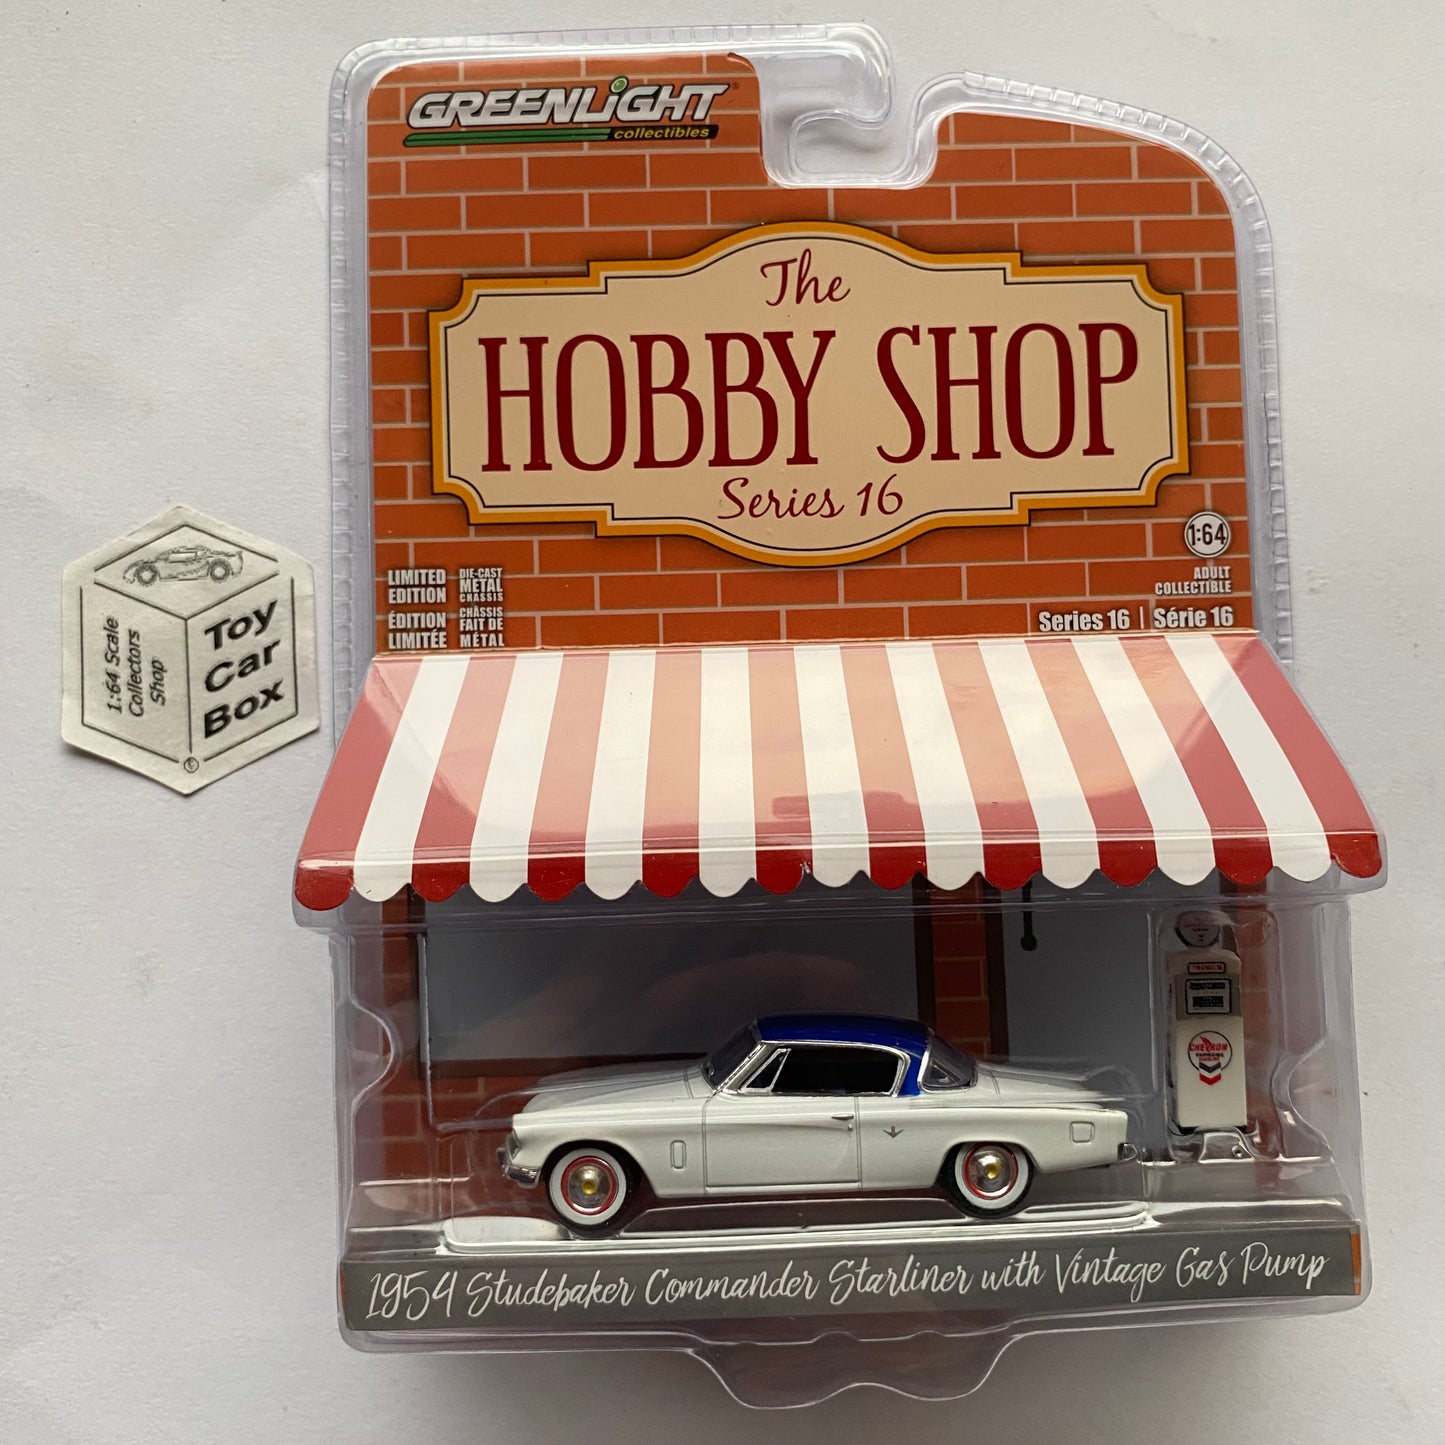 GREENLiGHT
collectibles
The
HOBBY SHOP
Series 16
1:64
ADULT
COLLECTIBLE
LIMITED
EDITION
DIE-CAST
METAL
CHASSIS
ÉDITION
LIMITÉE
CHÂSSIS
FAIT DE
MÉTAL
Series 16 | Série 16
1:64 Scale
Collectors
Shop
Toy
Car
Box
©
PREMIUM
CHEVRON
1954 Studebaker Commander Starliner with Vintage Gas Pump